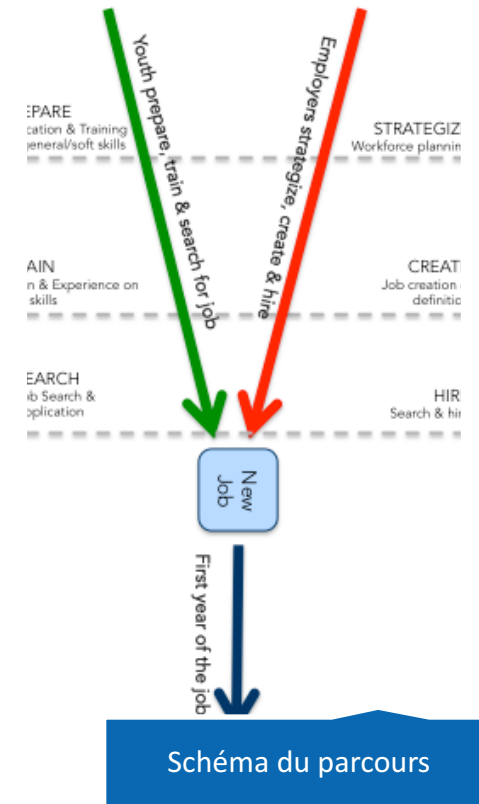 EPARE
cation & Training
general/soft skills
Youth prepare, train & search for job
Employers strategize, create & hire
STRATEGIZ
Workforce plannin
AIN
n & Experience on
skills
CREAT
Job creation
definitio
EARCH
b Search &
plication
HIR
Search & hir
New
Job
First year of the job
Schéma du parcours